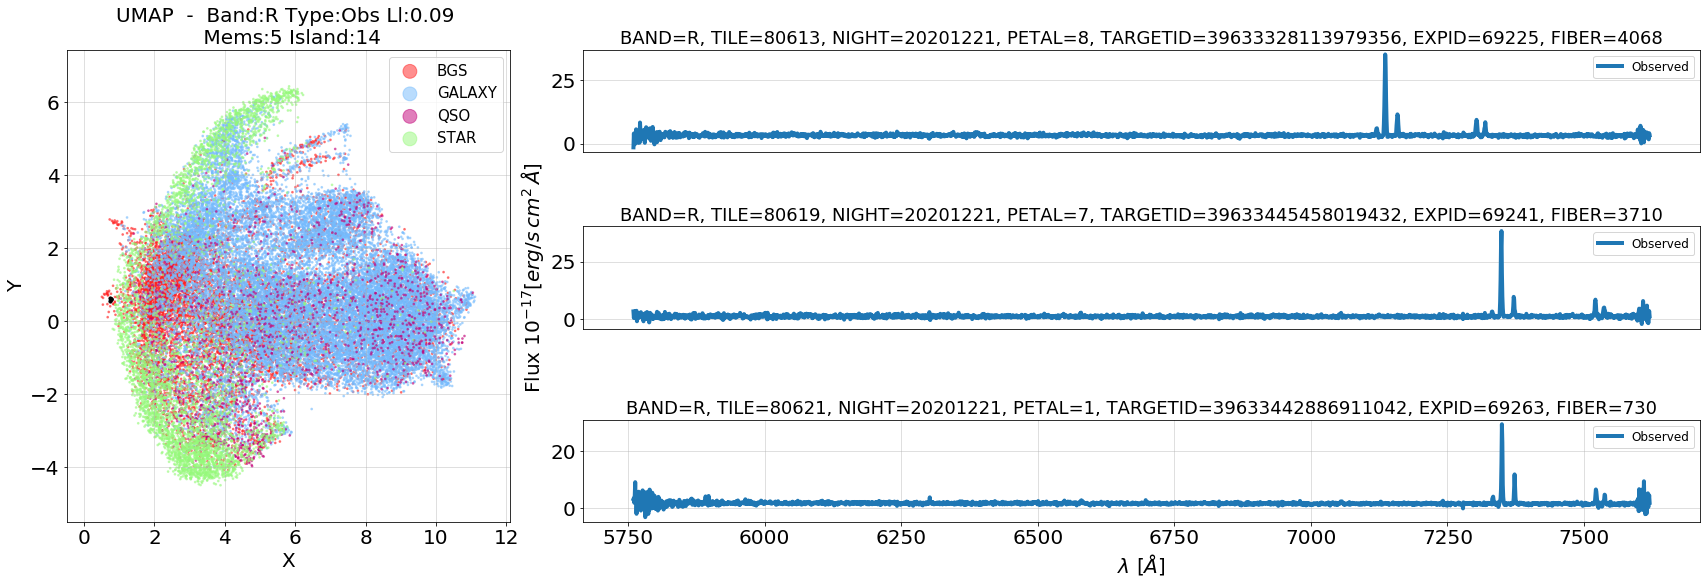 UMAP  -  Band:R Type:Obs Ll:0.09
Mems:5 Island:14
BGS
GALAXY
QSO
STAR
6
4
2
0
−2
−4
Y
0 2 4 6 8 10 12
X
Flux 10^−17 [erg/s cm^2 Å]
BAND=R, TILE=80613, NIGHT=20201221, PETAL=8, TARGETID=39633328113979356, EXPID=69225, FIBER=4068
Observed
25
0
BAND=R, TILE=80619, NIGHT=20201221, PETAL=7, TARGETID=39633445458019432, EXPID=69241, FIBER=3710
Observed
25
0
BAND=R, TILE=80621, NIGHT=20201221, PETAL=1, TARGETID=39633442886911042, EXPID=69263, FIBER=730
Observed
20
0
5750 6000 6250 6500 6750 7000 7250 7500
λ [Å]